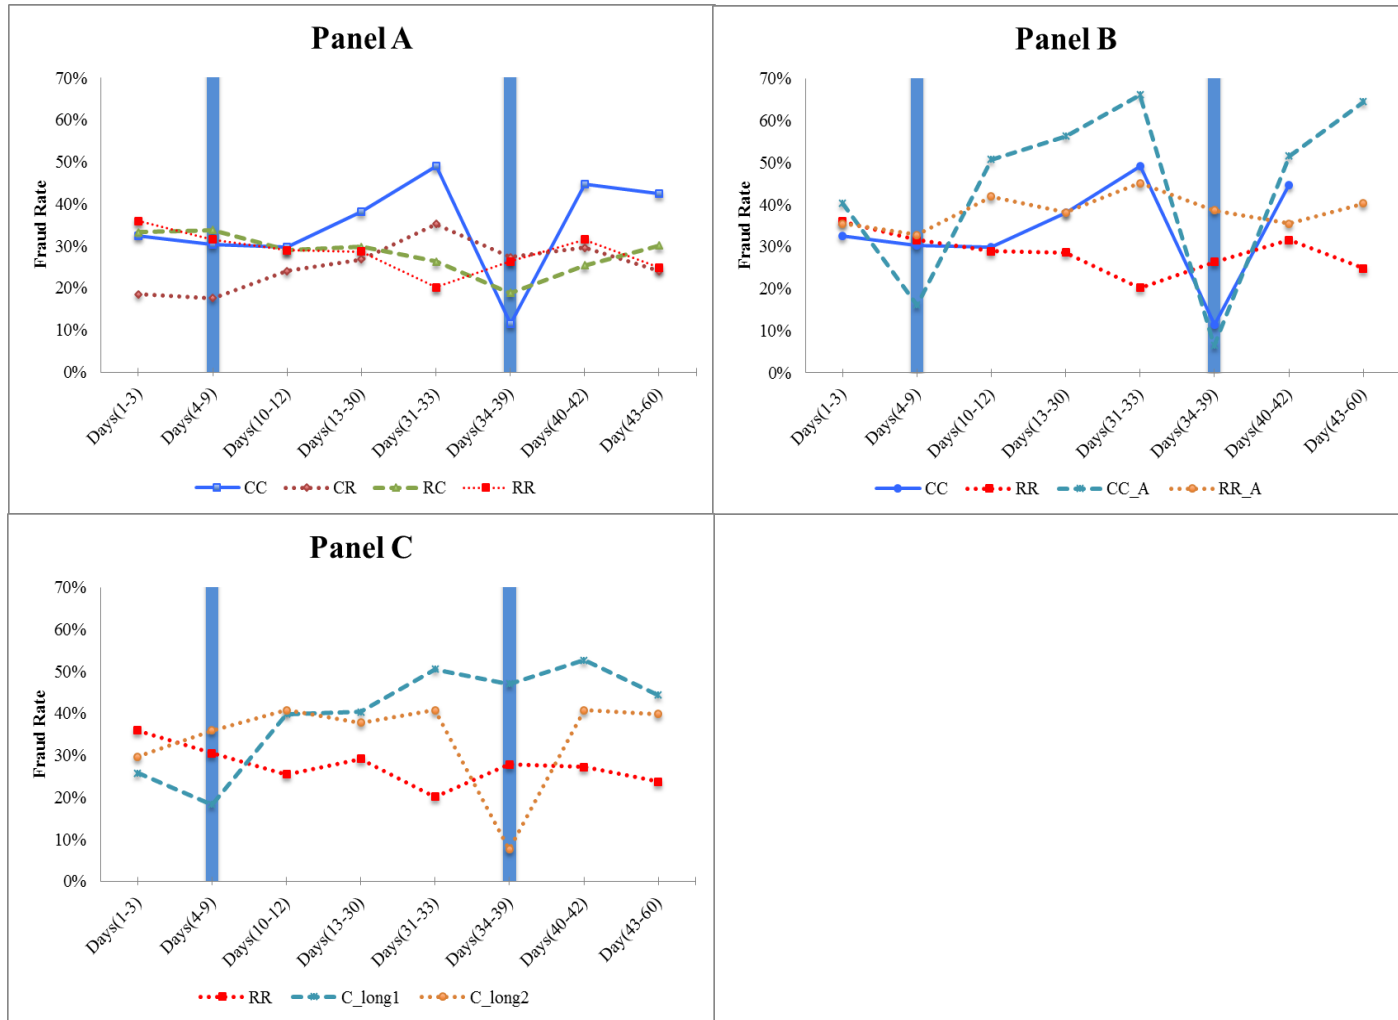 Panel A
70%
60%
50%
40%
30%
20%
10%
0%
Fraud Rate
Days(1-3)
Days(4-9)
Days(10-12)
Days(13-30)
Days(31-33)
Days(34-39)
Days(40-42)
Day(43-60)
CC CR RC RR
Panel B
70%
60%
50%
40%
30%
20%
10%
0%
Fraud Rate
Days(1-3)
Days(4-9)
Days(10-12)
Days(13-30)
Days(31-33)
Days(34-39)
Days(40-42)
Day(43-60)
CC RR CC_A RR_A
Panel C
70%
60%
50%
40%
30%
20%
10%
0%
Fraud Rate
Days(1-3)
Days(4-9)
Days(10-12)
Days(13-30)
Days(31-33)
Days(34-39)
Days(40-42)
Day(43-60)
RR C_long1 C_long2